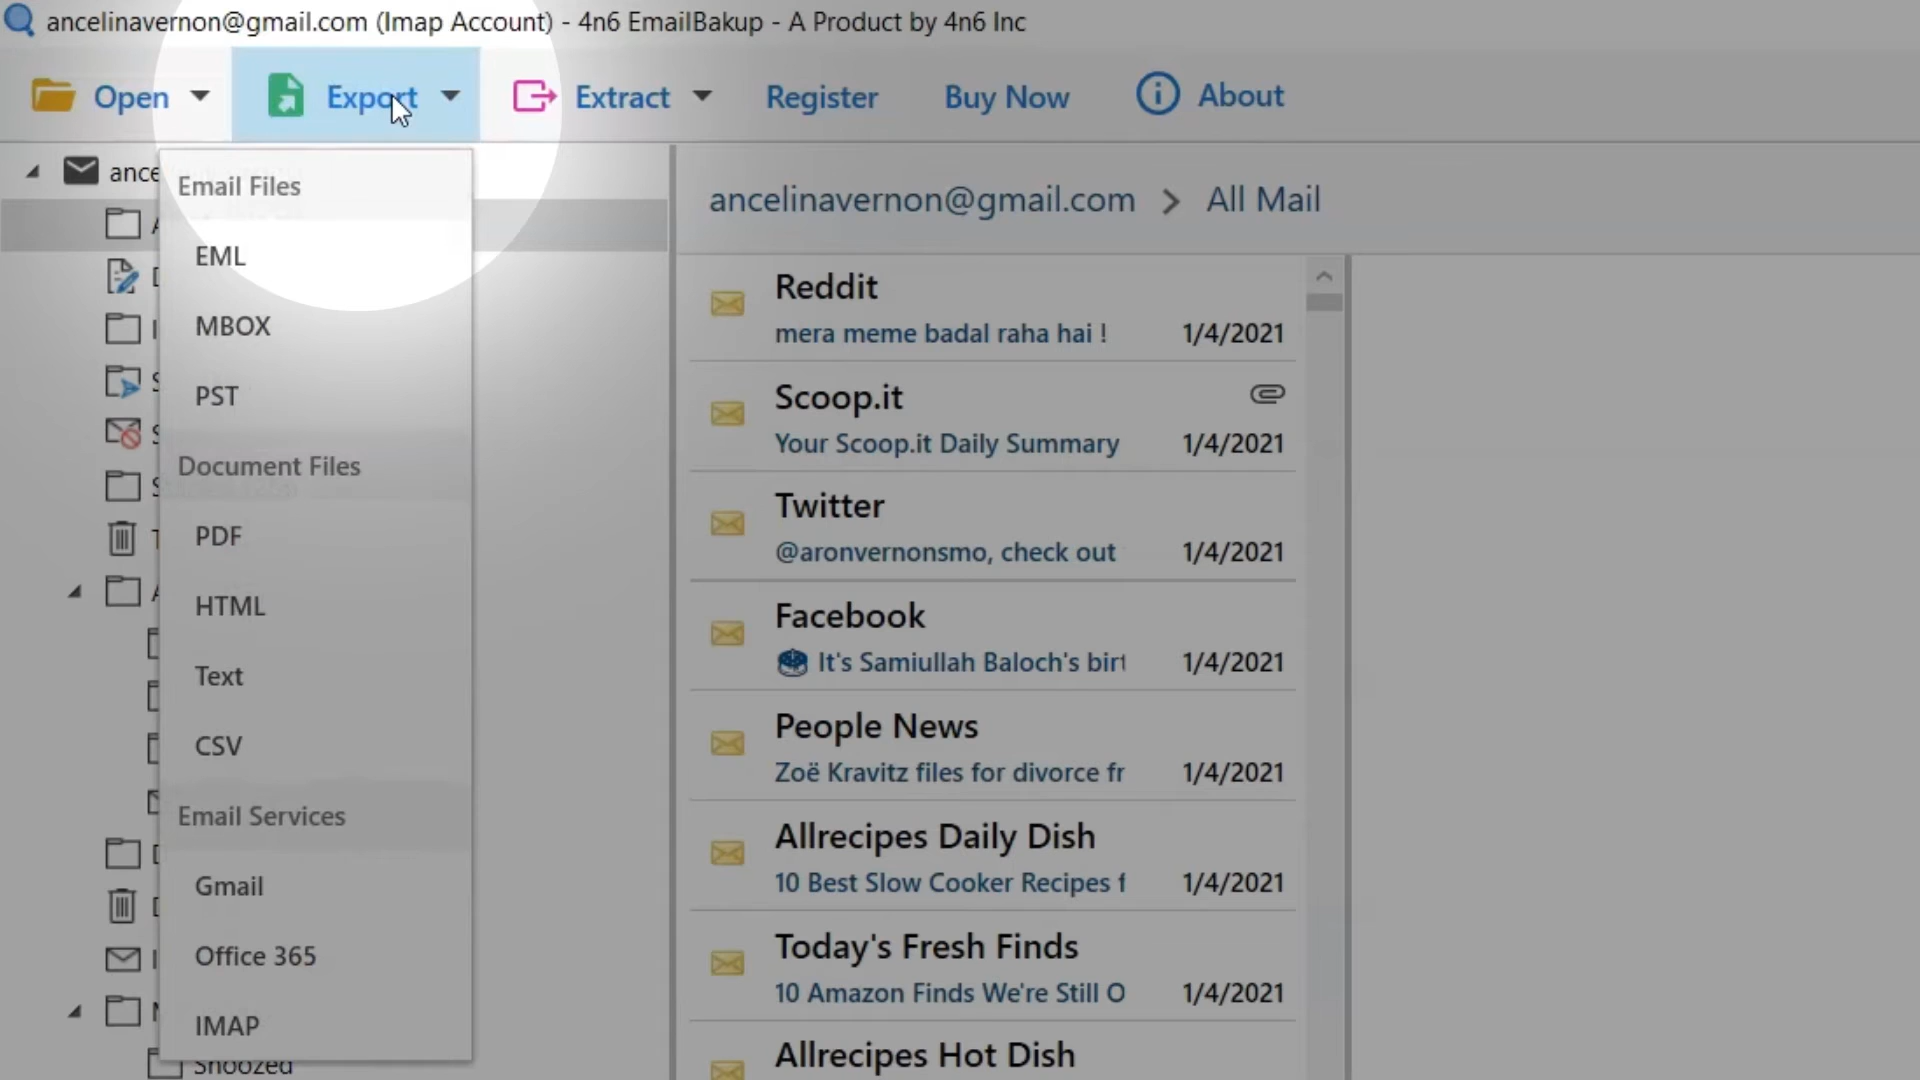 ancelinavernon@gmail.com (Imap Account) - 4n6 EmailBakup - A Product by 4n6 Inc
Open Export Extract Register Buy Now About
ance
Email Files
EML
MBOX
PST
Document Files
PDF
HTML
Text
CSV
Email Services
Gmail
Office 365
IMAP
Snoozed
ancelinavernon@gmail.com > All Mail
Reddit
mera meme badal raha hai ! 1/4/2021
Scoop.it
Your Scoop.it Daily Summary 1/4/2021
Twitter
@aronvernonsmo, check out 1/4/2021
Facebook
It's Samiullah Baloch's birt 1/4/2021
People News
Zoë Kravitz files for divorce fr 1/4/2021
Allrecipes Daily Dish
10 Best Slow Cooker Recipes f 1/4/2021
Today's Fresh Finds
10 Amazon Finds We're Still O 1/4/2021
Allrecipes Hot Dish